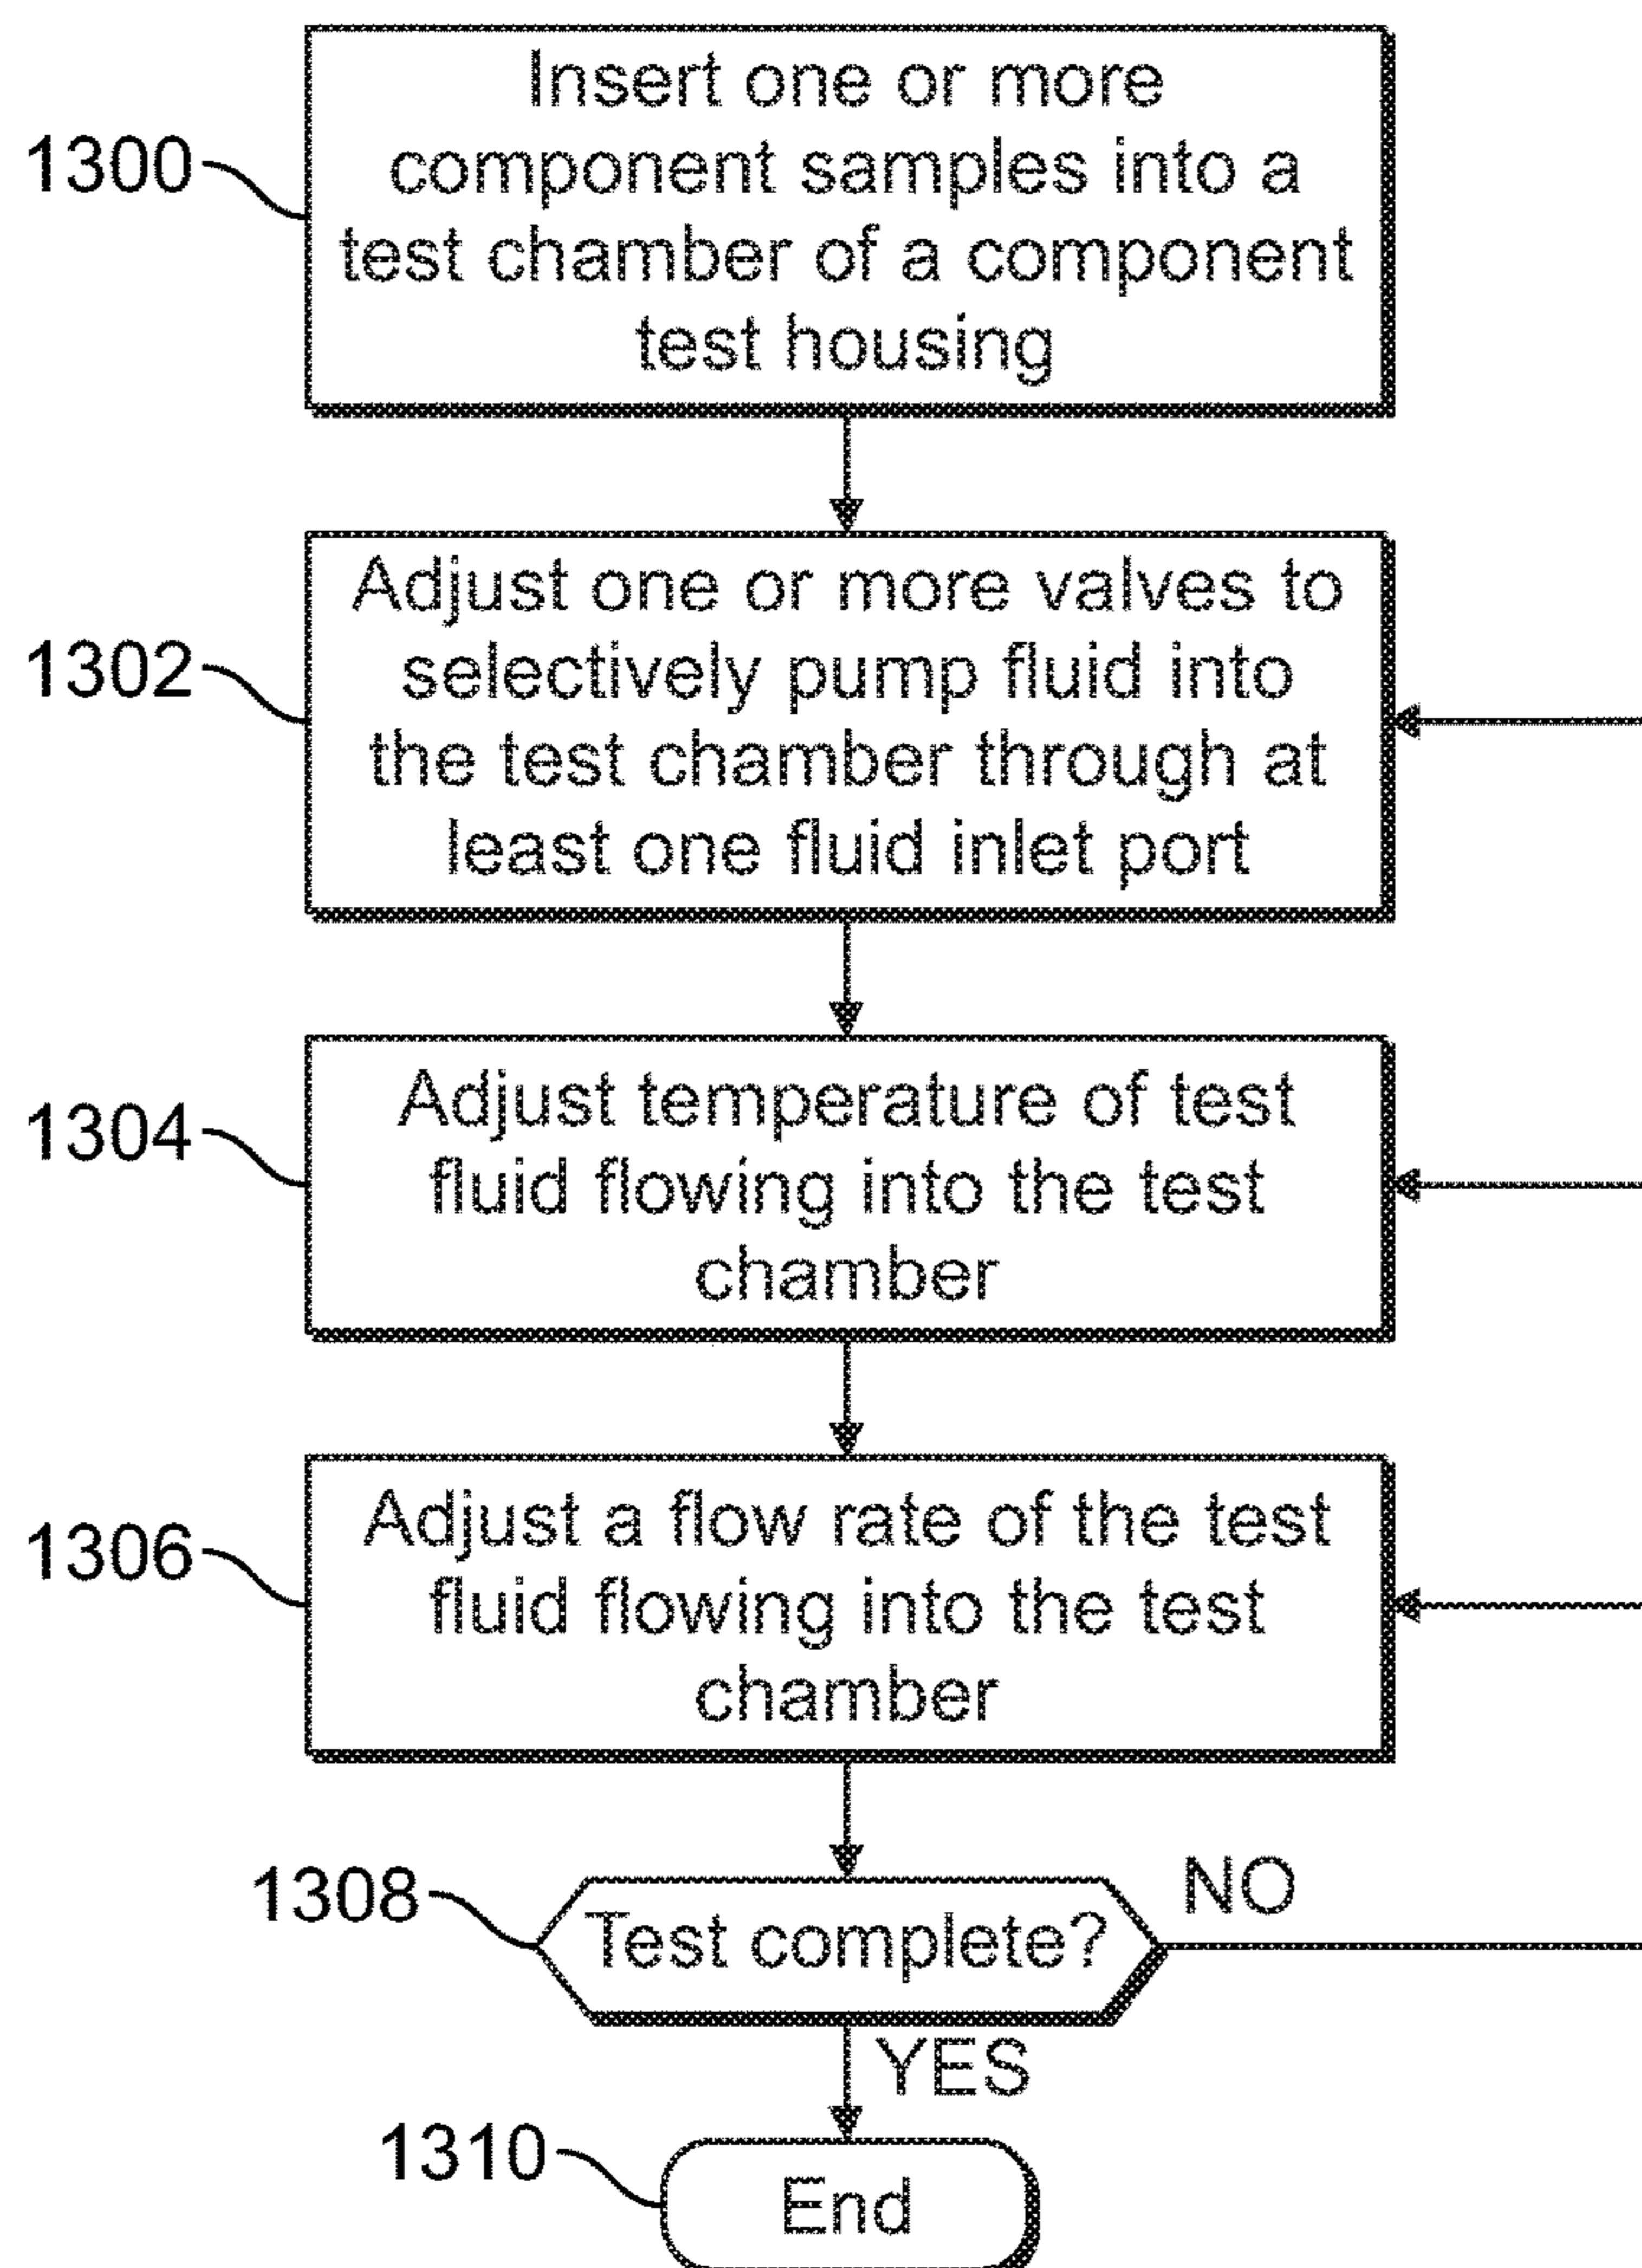 1300
Insert one or more
component samples into a
test chamber of a component
test housing
1302
Adjust one or more valves to
selectively pump fluid into
the test chamber through at
least one fluid inlet port
1304
Adjust temperature of test
fluid flowing into the test
chamber
1306
Adjust a flow rate of the test
fluid flowing into the test
chamber
1308
Test complete?
NO
YES
1310
End